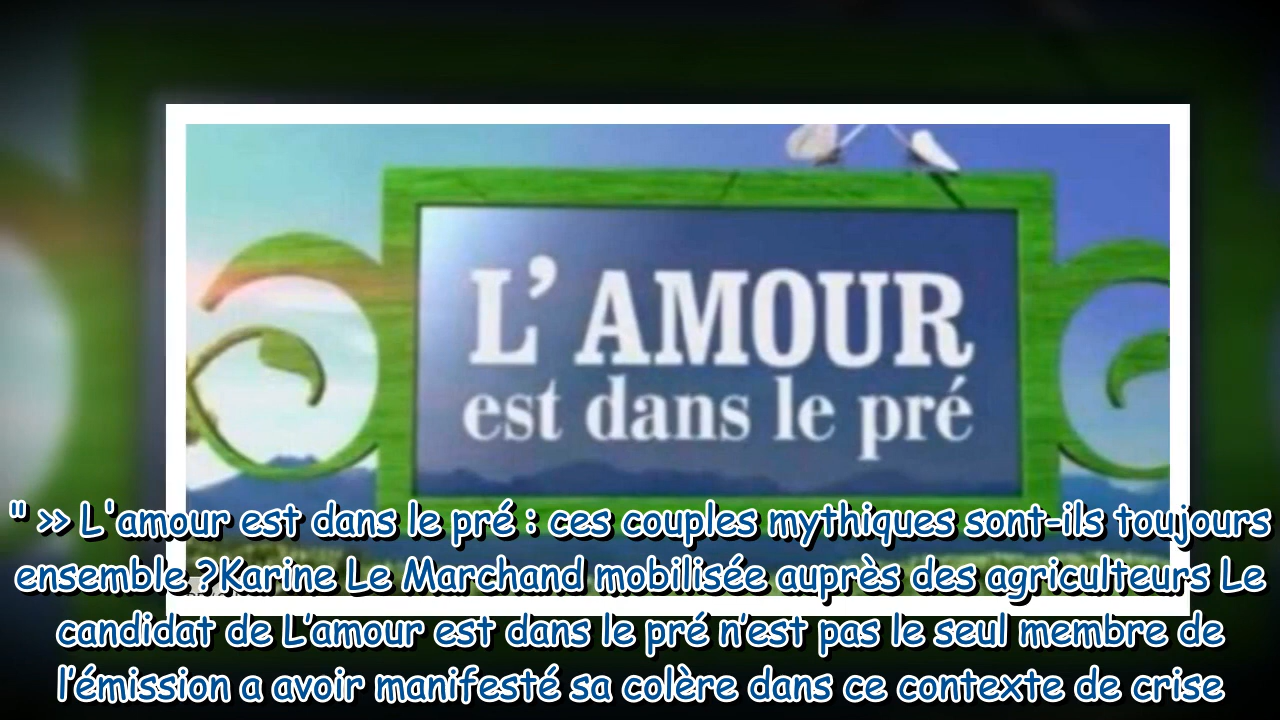 L'AMOUR
est dans le pré
" >> L'amour est dans le pré : ces couples mythiques sont-ils toujours
ensemble ?Karine Le Marchand mobilisée auprès des agriculteurs Le
candidat de L’amour est dans le pré n’est pas le seul membre de
l’émission a avoir manifesté sa colère dans ce contexte de crise